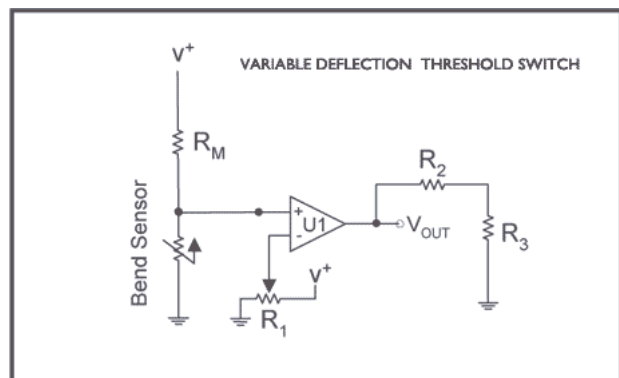 V+
VARIABLE DEFLECTION THRESHOLD SWITCH
RM
R2
Bend Sensor
+
U1
-
VOUT
R3
V+
R1